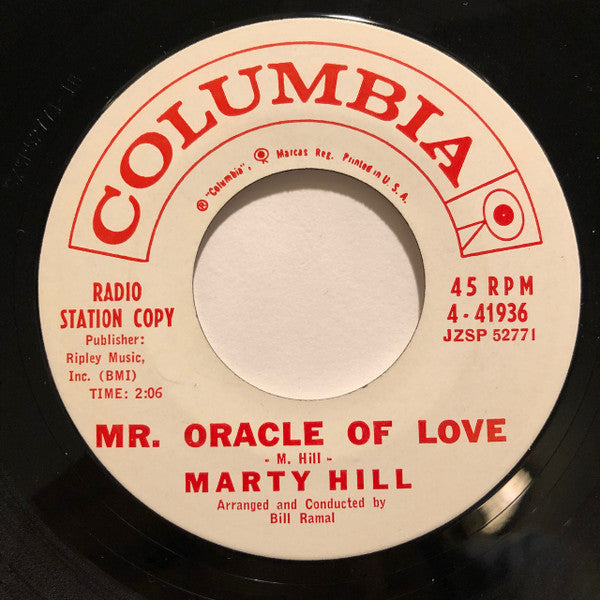 COLUMBIA
® "Columbia", Marcas Reg. Printed in U.S.A.
RADIO
STATION COPY
Publisher:
Ripley Music,
Inc. (BMI)
TIME: 2:06
45 RPM
4-41936
JZSP 52771
MR. ORACLE OF LOVE
- M. Hill -
MARTY HILL
Arranged and Conducted by
Bill Ramal